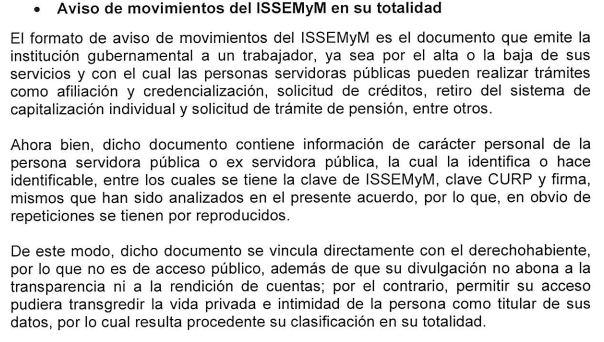 • Aviso de movimientos del ISSEMyM en su totalidad
El formato de aviso de movimientos del ISSEMyM es el documento que emite la
institución gubernamental a un trabajador, ya sea por el alta o la baja de sus
servicios y con el cual las personas servidoras públicas pueden realizar trámites
como afiliación y credencialización, solicitud de créditos, retiro del sistema de
capitalización individual y solicitud de trámite de pensión, entre otros.
Ahora bien, dicho documento contiene información de carácter personal de la
persona servidora pública o ex servidora pública, la cual la identifica o hace
identificable, entre los cuales se tiene la clave de ISSEMyM, clave CURP y firma,
mismos que han sido analizados en el presente acuerdo, por lo que, en obvio de
repeticiones se tienen por reproducidos.
De este modo, dicho documento se vincula directamente con el derechohabiente,
por lo que no es de acceso público, además de que su divulgación no abona a la
transparencia ni a la rendición de cuentas; por el contrario, permitir su acceso
pudiera transgredir la vida privada e intimidad de la persona como titular de sus
datos, por lo cual resulta procedente su clasificación en su totalidad.